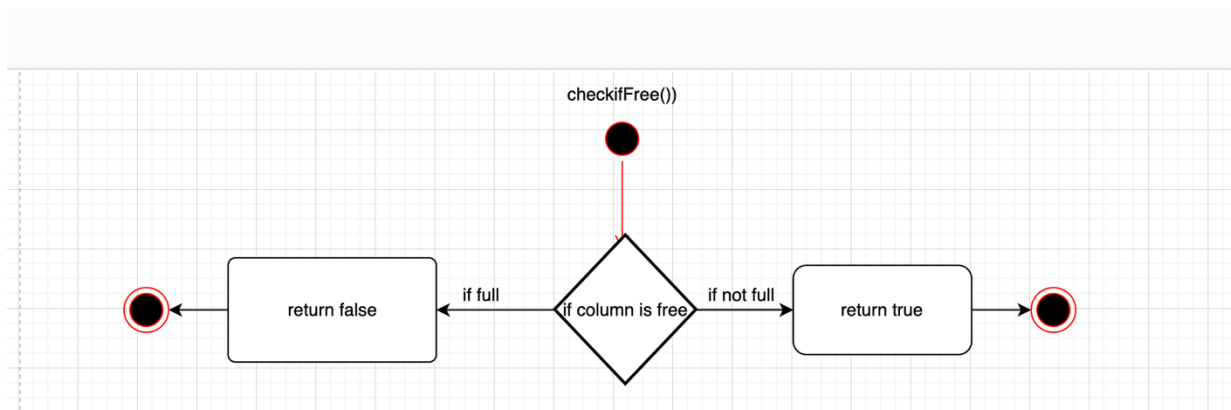 checkifFree())
if full
if not full
return false
if column is free
return true